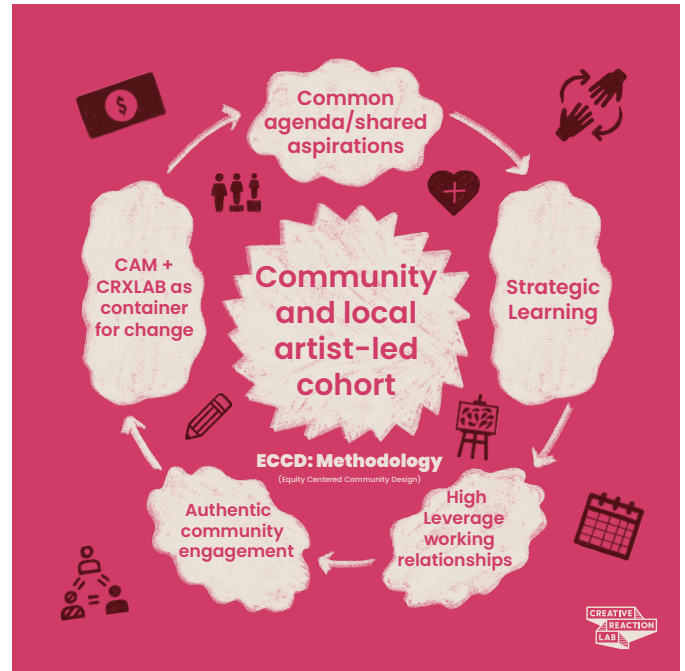 $
Common
agenda/shared
aspirations
CAM +
CRXLAB as
container
for change
Community
and local
artist-led
cohort
Strategic
Learning
ECCD: Methodology
(Equity Centered Community Design)
Authentic
community
engagement
High
Leverage
working
relationships
CREATIVE
REACTION
LAB